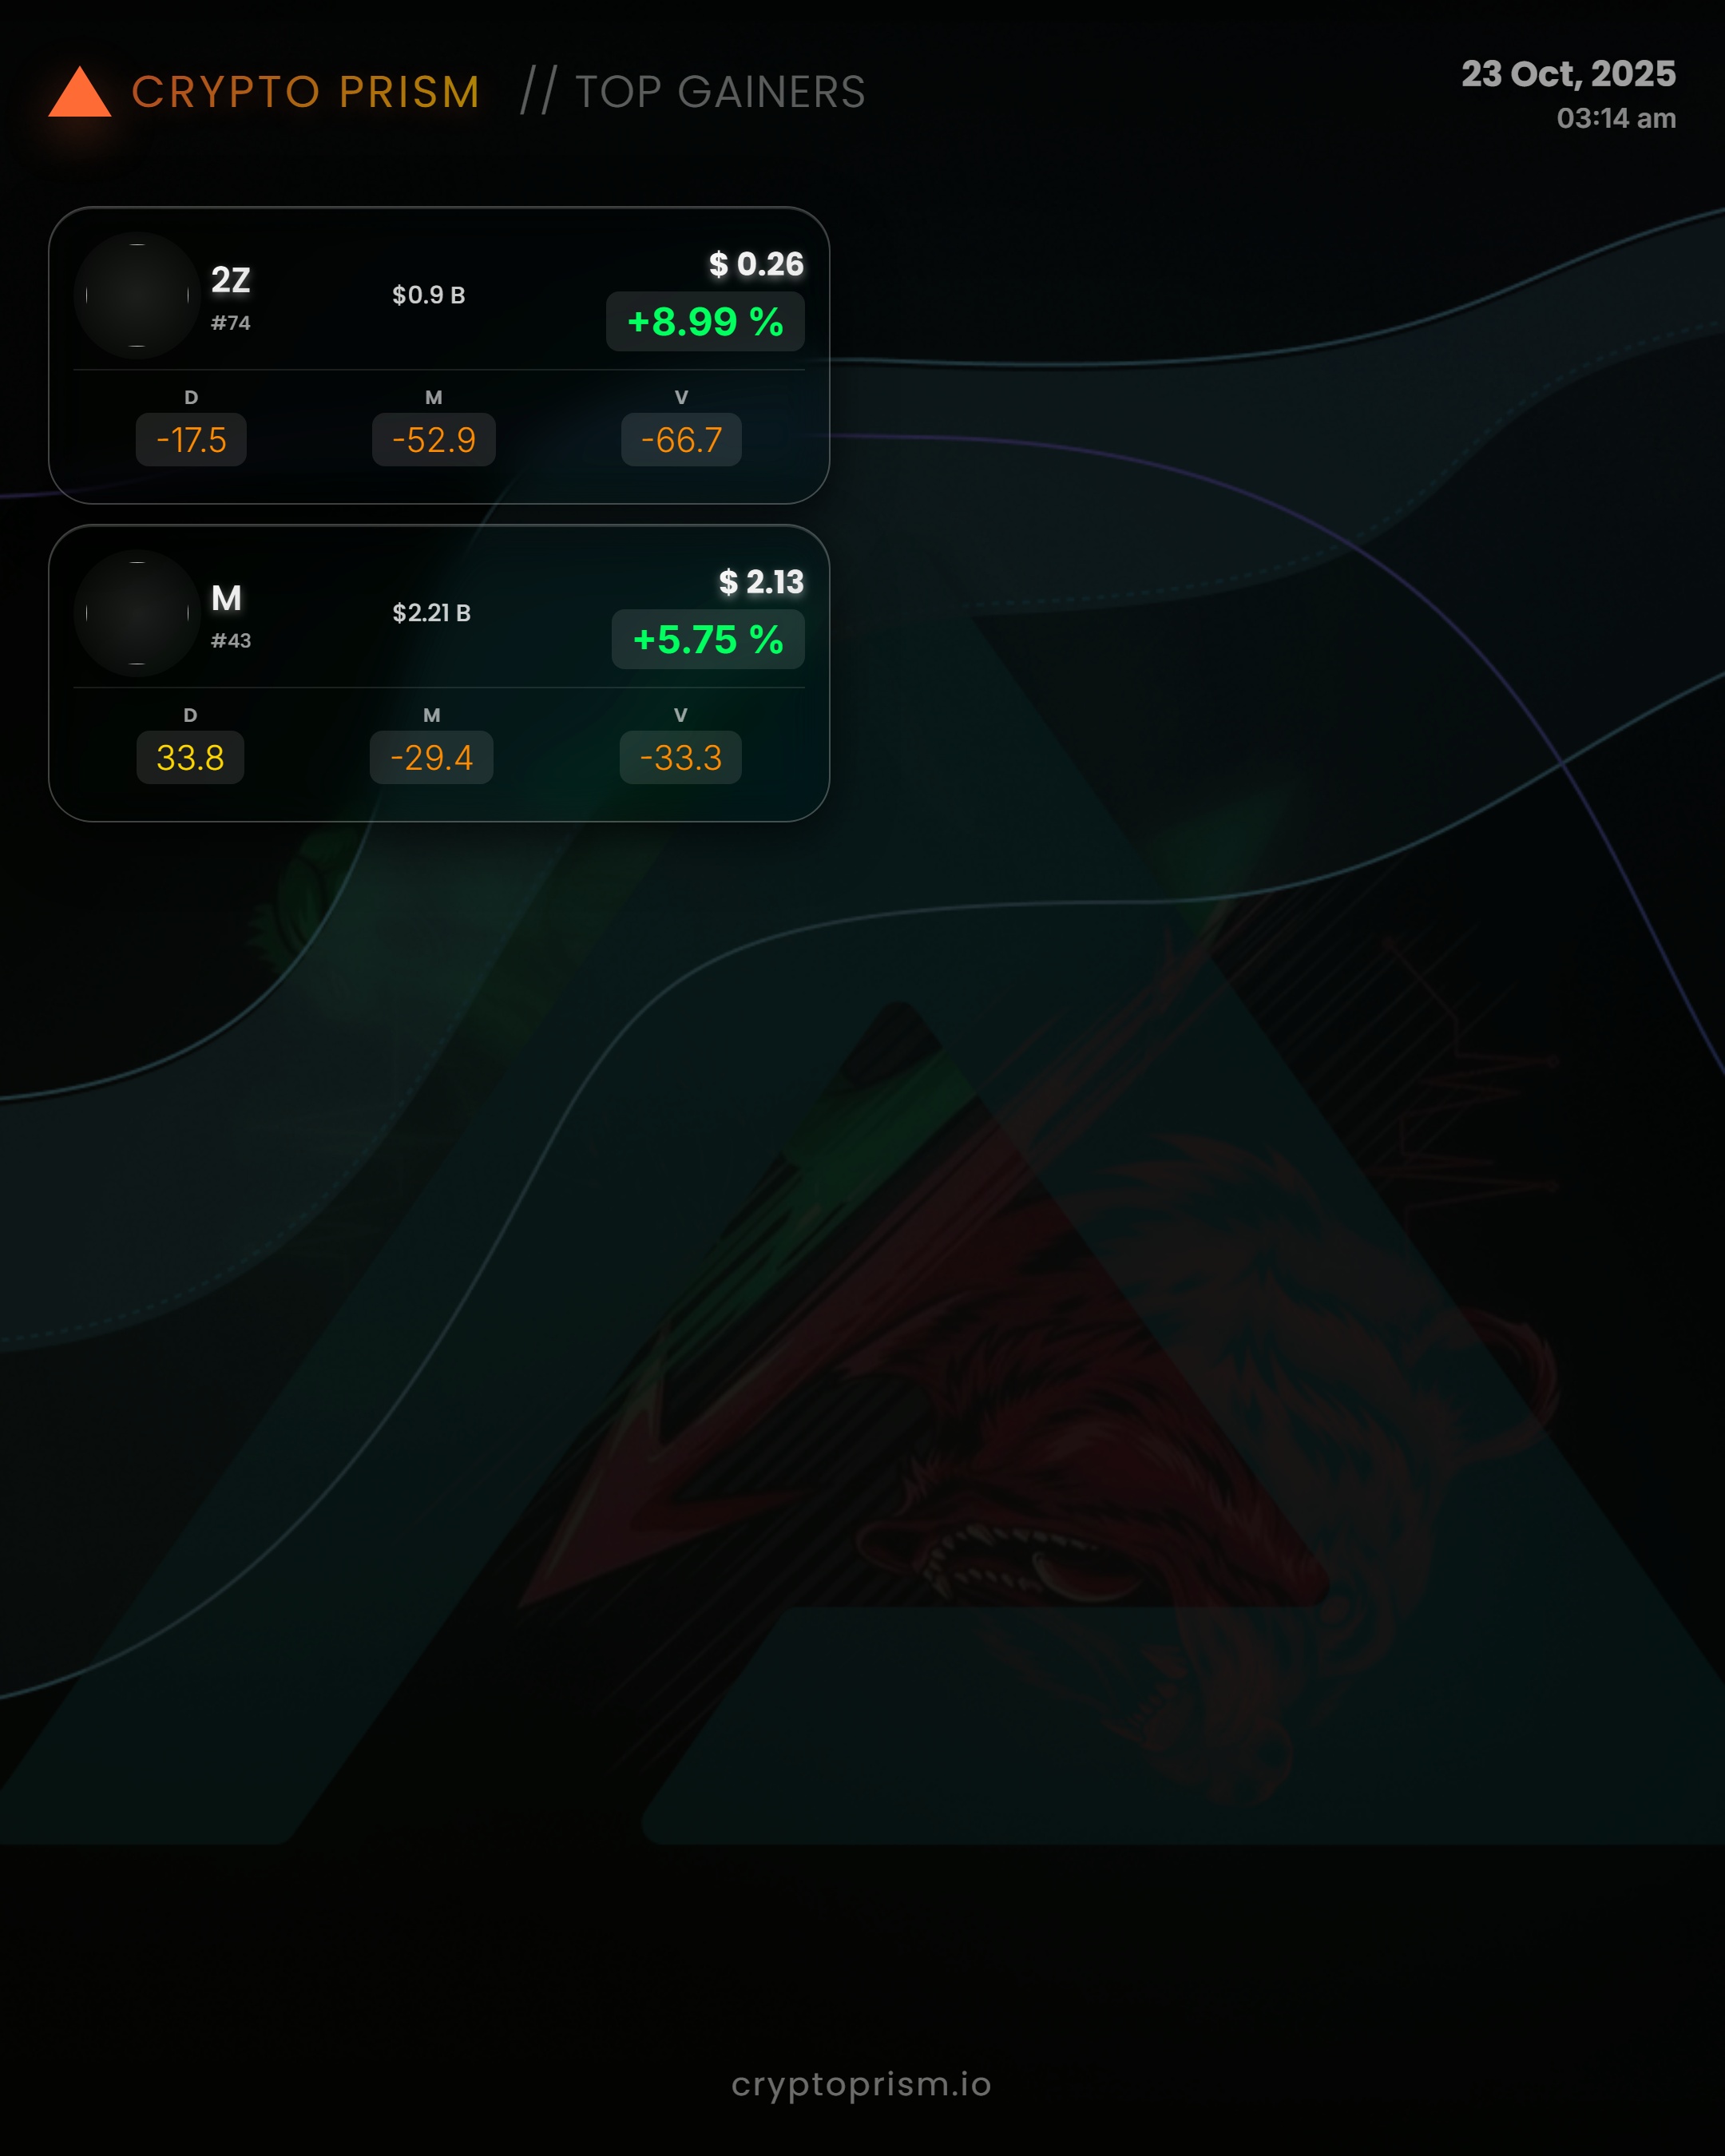 CRYPTO PRISM // TOP GAINERS
23 Oct, 2025
03:14 am
2Z
#74
$0.9 B
$ 0.26
+8.99 %
D M V
-17.5 -52.9 -66.7
M
#43
$2.21 B
$ 2.13
+5.75 %
D M V
33.8 -29.4 -33.3
cryptoprism.io